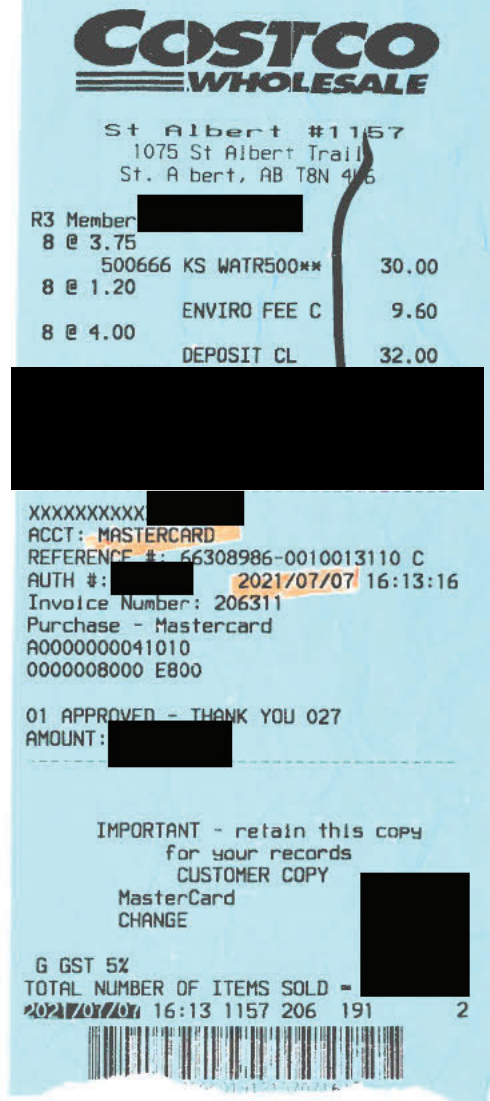 COSTCO
WHOLESALE
St Albert #1157
1075 St Albert Trail
St. A bert, AB T8N
R3 Member
8 @ 3.75
500666 KS WATR500** 30.00
8 @ 1.20
ENVIRO FEE C 9.60
8 @ 4.00
DEPOSIT CL 32.00
XXXXXXXXXX
ACCT: MASTERCARD
REFERENCE #: 66308986-0010013110 C
AUTH #: 2021/07/07 16:13:16
Invoice Number: 206311
Purchase - Mastercard
A0000000041010
0000008000 E800
01 APPROVED - THANK YOU 027
AMOUNT:
IMPORTANT - retain this copy
for your records
CUSTOMER COPY
MasterCard
CHANGE
G GST 5%
TOTAL NUMBER OF ITEMS SOLD =
2021/07/07 16:13 1157 206 191 2